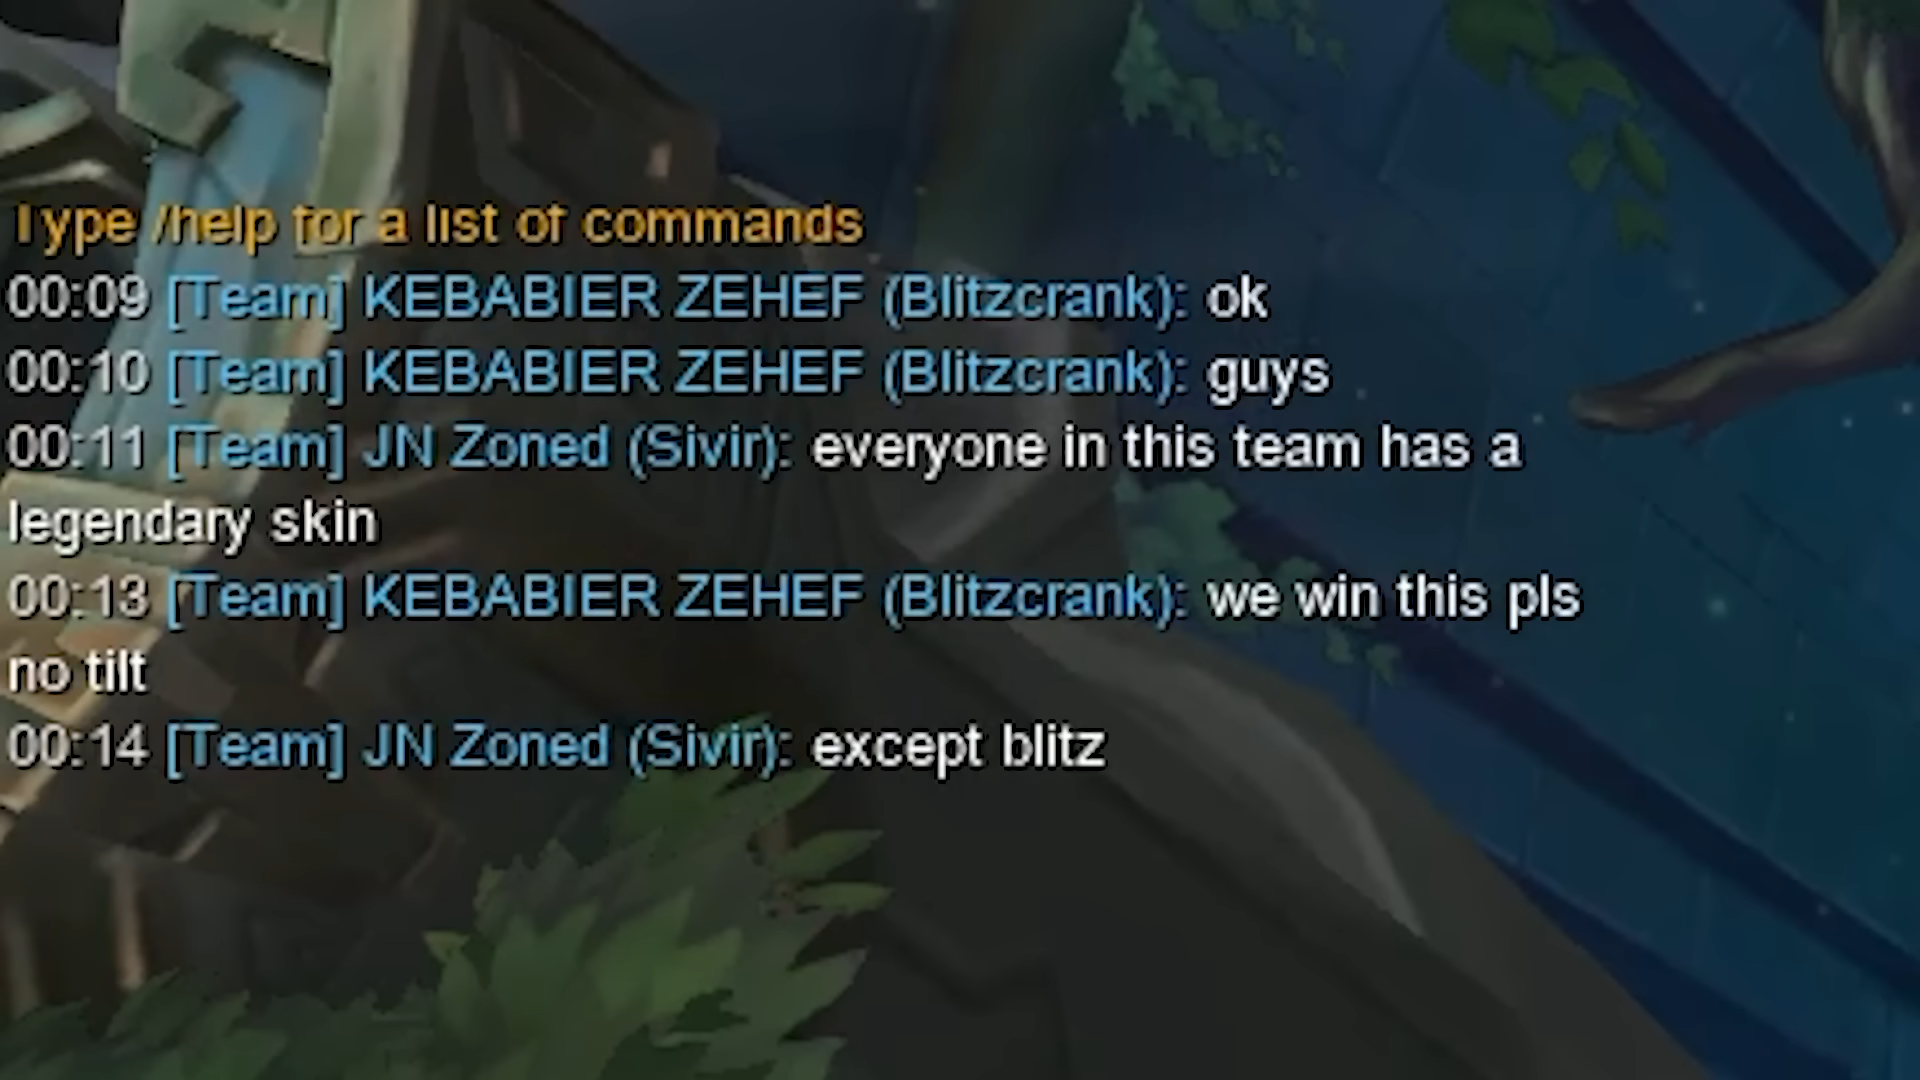 Type /help for a list of commands
00:09 [Team] KEBABIER ZEHEF (Blitzcrank): ok
00:10 [Team] KEBABIER ZEHEF (Blitzcrank): guys
00:11 [Team] JN Zoned (Sivir): everyone in this team has a
legendary skin
00:13 [Team] KEBABIER ZEHEF (Blitzcrank): we win this pls
no tilt
00:14 [Team] JN Zoned (Sivir): except blitz